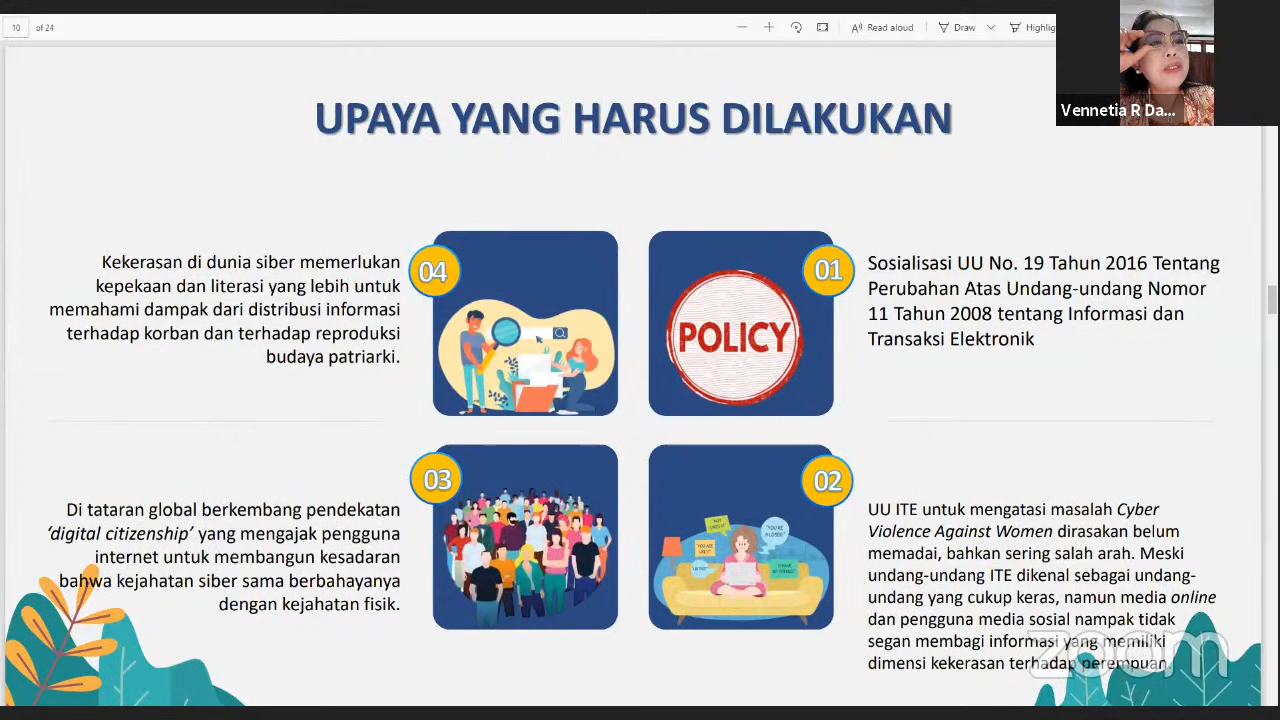 10 of 24
Read aloud
Draw
Vennetia R Da...
UPAYA YANG HARUS DILAKUKAN
04
Kekerasan di dunia siber memerlukan
kepekaan dan literasi yang lebih untuk
memahami dampak dari distribusi informasi
terhadap korban dan terhadap reproduksi
budaya patriarki.
POLICY
01
Sosialisasi UU No. 19 Tahun 2016 Tentang
Perubahan Atas Undang-undang Nomor
11 Tahun 2008 tentang Informasi dan
Transaksi Elektronik
03
Di tataran global berkembang pendekatan
‘digital citizenship’ yang mengajak pengguna
internet untuk membangun kesadaran
bahwa kejahatan siber sama berbahayanya
dengan kejahatan fisik.
02
UU ITE untuk mengatasi masalah Cyber
Violence Against Women dirasakan belum
memadai, bahkan sering salah arah. Meski
undang-undang ITE dikenal sebagai undang-
undang yang cukup keras, namun media online
dan pengguna media sosial nampak tidak
segan membagi informasi yang memiliki
dimensi kekerasan terhadap perempuan.
zoom